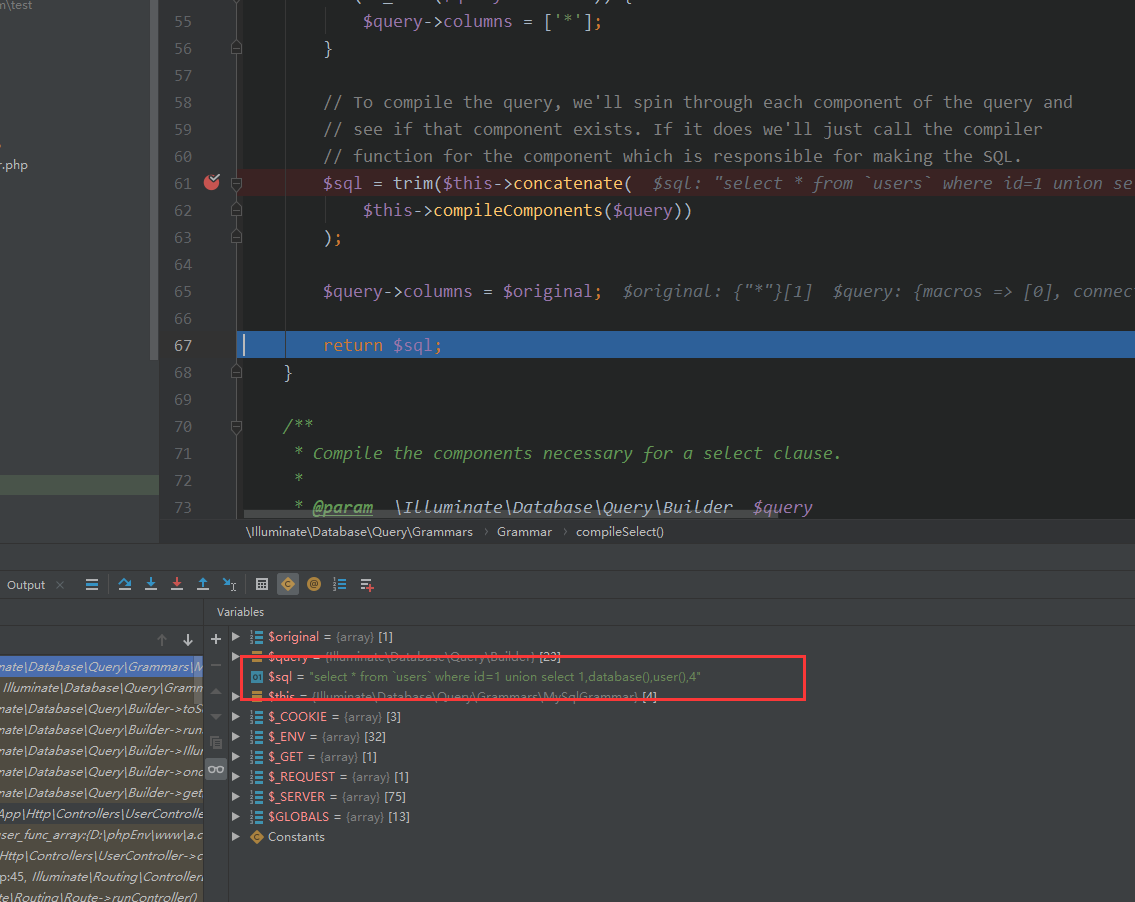 m\test
r.php
55 $query->columns = ['*'];
56 }
57
58 // To compile the query, we'll spin through each component of the query and
59 // see if that component exists. If it does we'll just call the compiler
60 // function for the component which is responsible for making the SQL.
61 $sql = trim($this->concatenate( $sql: "select * from `users` where id=1 union se
62 $this->compileComponents($query))
63 );
64
65 $query->columns = $original; $original: {"*"}[1] $query: {macros => [0], connect
66
67 return $sql;
68 }
69
70 /**
71 * Compile the components necessary for a select clause.
72 *
73 * @param \Illuminate\Database\Query\Builder $query
\Illuminate\Database\Query\Grammars › Grammar › compileSelect()
Output
Variables
$original = {array} [1]
$query = {Illuminate\Database\Query\Builder} [23]
$sql = "select * from `users` where id=1 union select 1,database(),user(),4"
$this = {Illuminate\Database\Query\Grammars\MySqlGrammar} [4]
$_COOKIE = {array} [3]
$_ENV = {array} [32]
$_GET = {array} [1]
$_REQUEST = {array} [1]
$_SERVER = {array} [75]
$GLOBALS = {array} [13]
Constants
nate\Database\Query\Grammars\M
Illuminate\Database\Query\Gramm
nate\Database\Query\Builder->toS
nate\Database\Query\Builder->run
nate\Database\Query\Builder->Illur
nate\Database\Query\Builder->onc
nate\Database\Query\Builder->get
App\Http\Controllers\UserControlle
user_func_array:{D:\phpEnv\www\a.c
Http\Controllers\UserController->c
p:45, Illuminate\Routing\Controller
te\Routing\Route->runController()